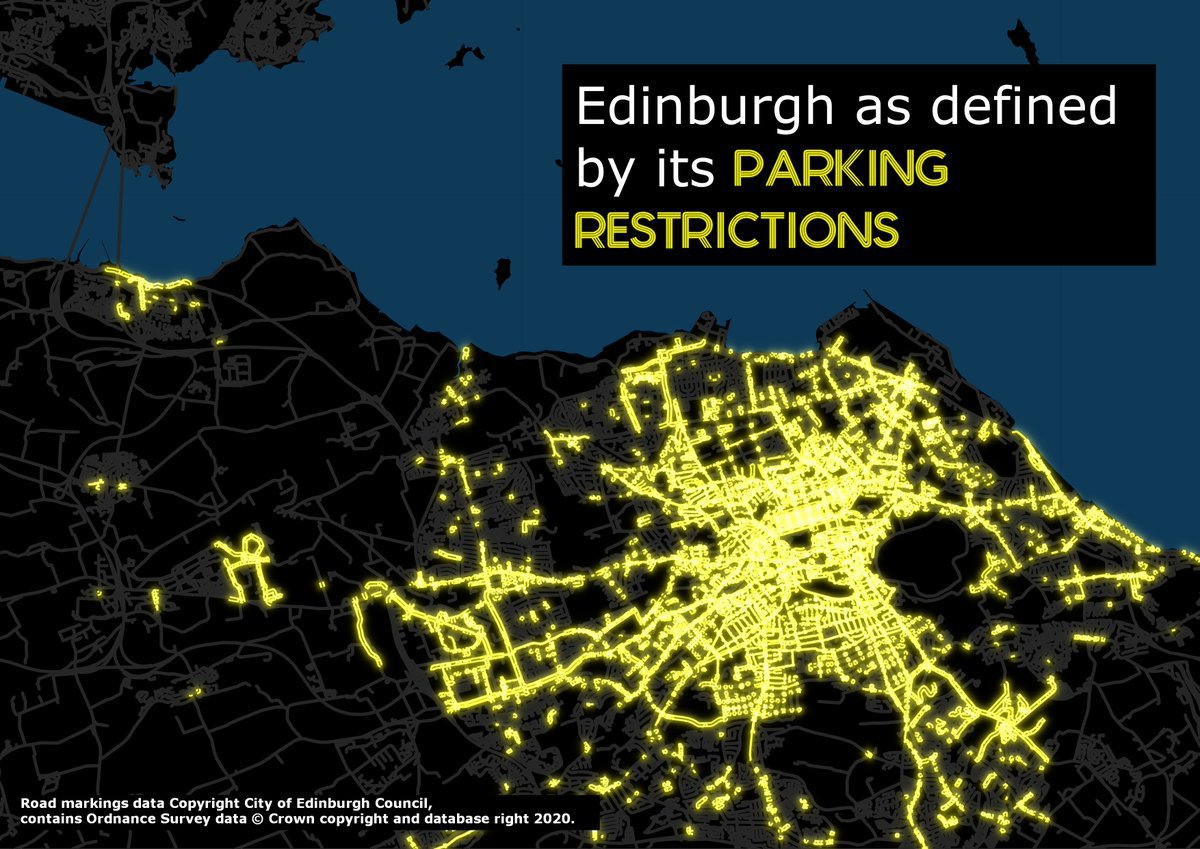 Edinburgh as defined
by its PARKING
RESTRICTIONS
Road markings data Copyright City of Edinburgh Council,
contains Ordnance Survey data © Crown copyright and database right 2020.